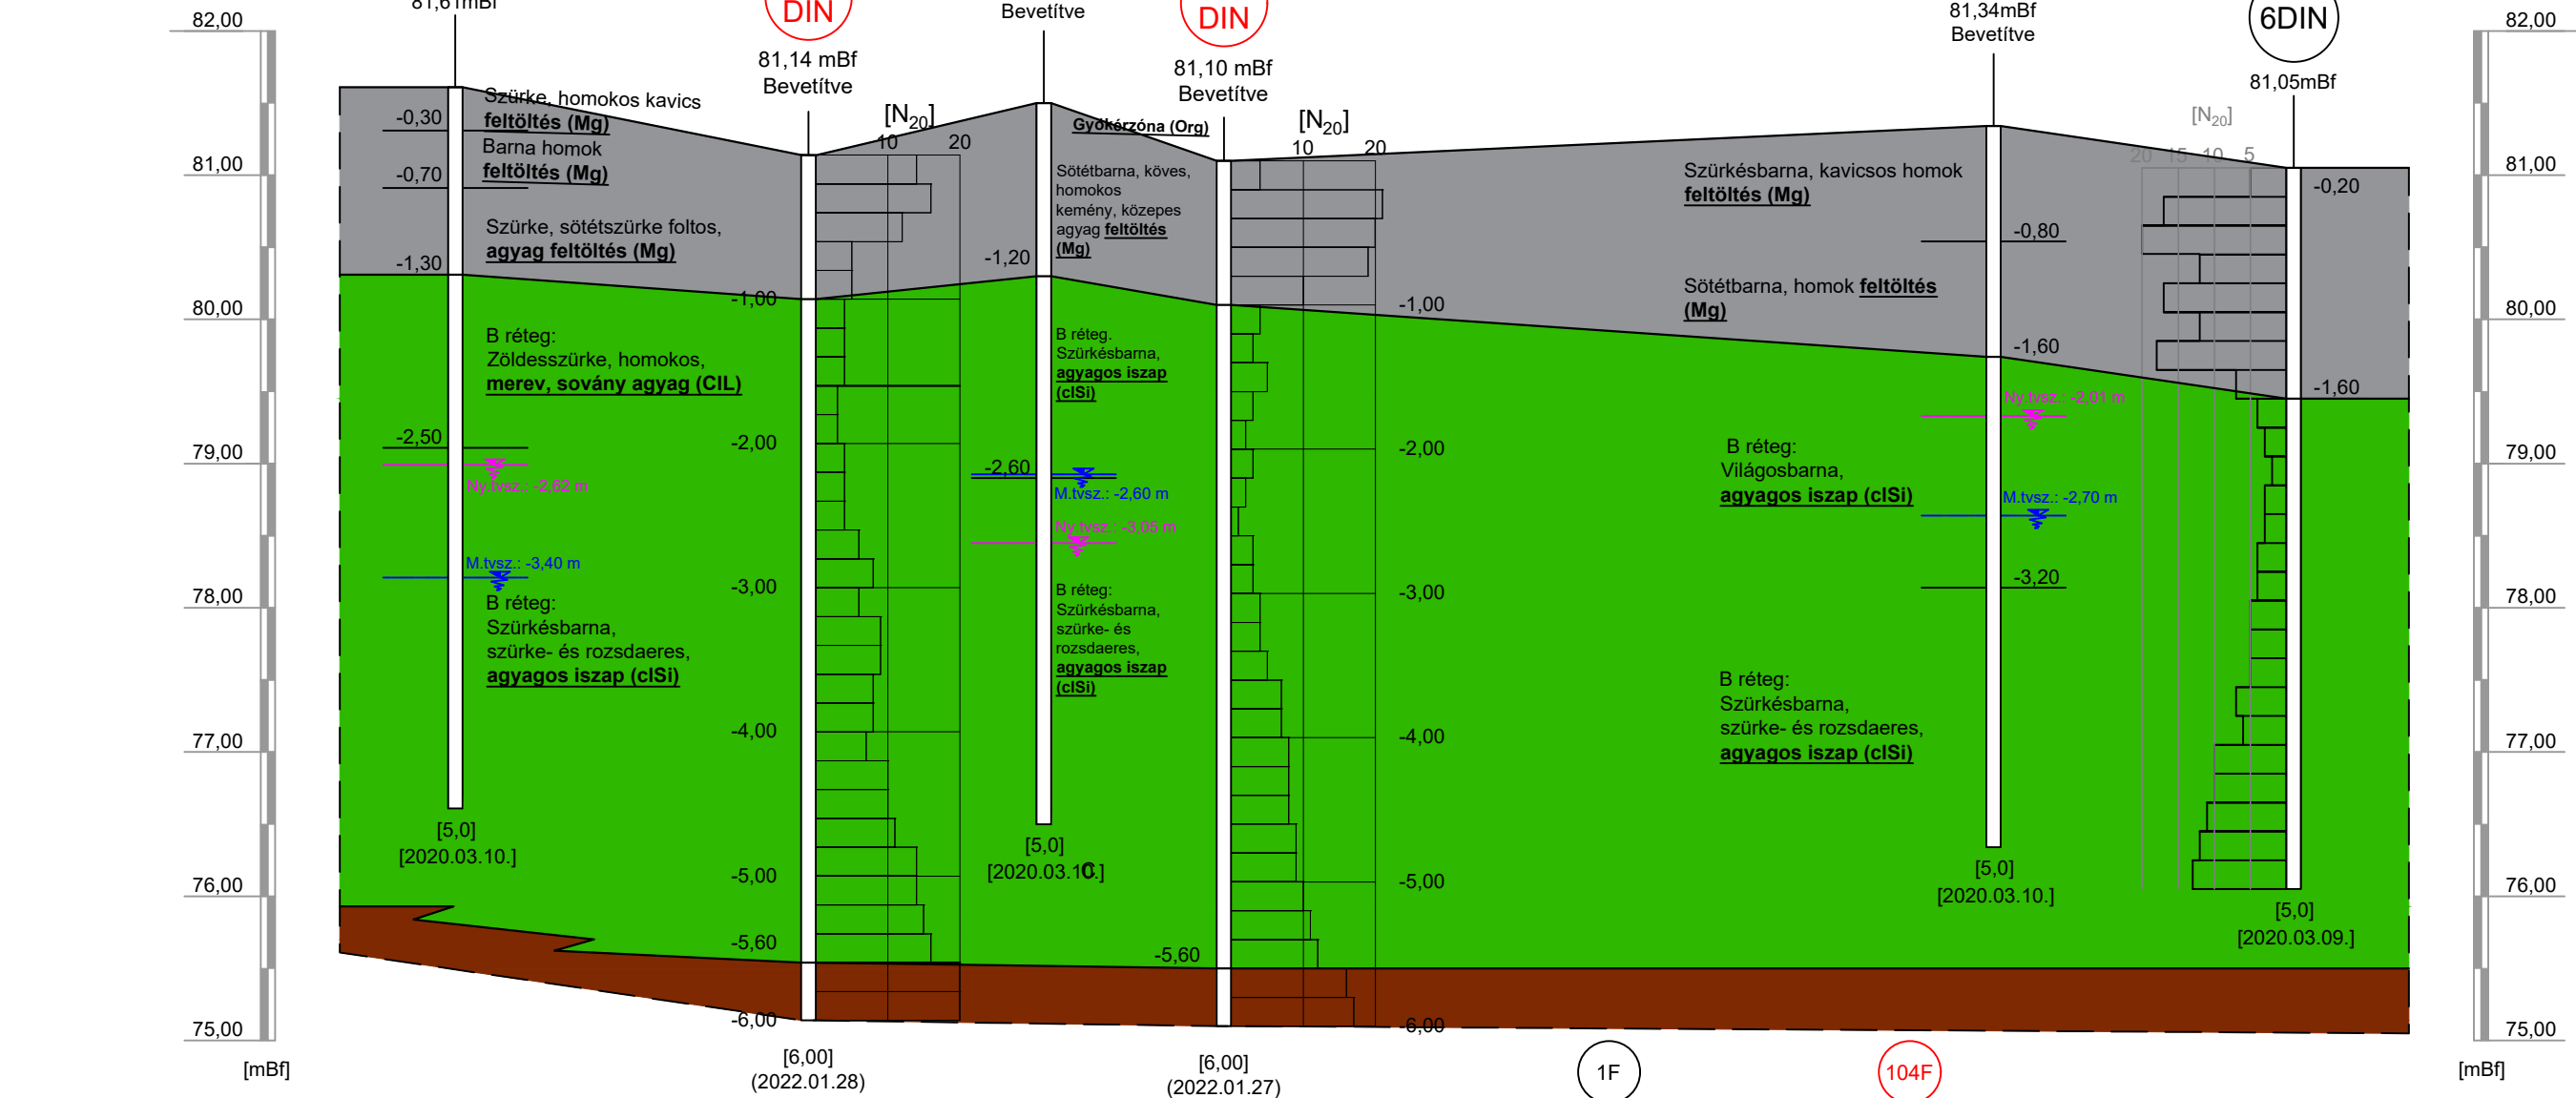 82,00
81,00
80,00
79,00
78,00
77,00
76,00
75,00
[mBf]
81,61mBf
-0,30
-0,70
-1,30
-2,50
Szürke, homokos kavics
feltöltés (Mg)
Barna homok
feltöltés (Mg)
Szürke, sötétszürke foltos,
agyag feltöltés (Mg)
B réteg:
Zöldesszürke, homokos,
merev, sovány agyag (ClL)
Ny.tvsz.: -2,62 m
M.tvsz.: -3,40 m
B réteg:
Szürkésbarna,
szürke- és rozsdaeres,
agyagos iszap (clSi)
[5,0]
[2020.03.10.]
DIN
81,14 mBf
Bevetítve
[N20]
10 20
-1,00
-2,00
-3,00
-4,00
-5,00
-5,60
-6,00
[6,00]
(2022.01.28)
Bevetítve
Gyökérzóna (Org)
Sötétbarna, köves,
homokos
kemény, közepes
agyag feltöltés
(Mg)
-1,20
B réteg.
Szürkésbarna,
agyagos iszap
(clSi)
-2,60
M.tvsz.: -2,60 m
Ny.tvsz.: -3,05 m
B réteg:
Szürkésbarna,
szürke- és
rozsdaeres,
agyagos iszap
(clSi)
[5,0]
[2020.03.10.]
DIN
81,10 mBf
Bevetítve
[N20]
10 20
-1,00
-2,00
-3,00
-4,00
-5,00
-5,60
-6,00
[6,00]
(2022.01.27)
81,34mBf
Bevetítve
Szürkésbarna, kavicsos homok
feltöltés (Mg)
-0,80
Sötétbarna, homok feltöltés
(Mg)
-1,60
Ny.tvsz.: -2,01 m
B réteg:
Világosbarna,
agyagos iszap (clSi)
M.tvsz.: -2,70 m
-3,20
B réteg:
Szürkésbarna,
szürke- és rozsdaeres,
agyagos iszap (clSi)
[5,0]
[2020.03.10.]
6DIN
81,05mBf
[N20]
20 15 10 5
-0,20
-1,60
[5,0]
[2020.03.09.]
1F
104F
82,00
81,00
80,00
79,00
78,00
77,00
76,00
75,00
[mBf]